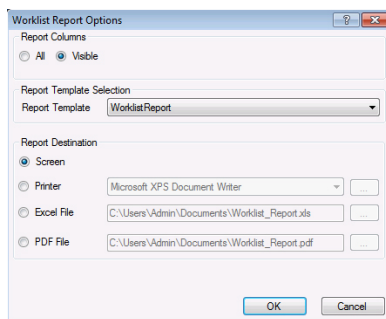 Worklist Report Options
Report Columns
All Visible
Report Template Selection
Report Template WorklistReport
Report Destination
Screen
Printer Microsoft XPS Document Writer ...
Excel File C:\Users\Admin\Documents\Worklist_Report.xls ...
PDF File C:\Users\Admin\Documents\Worklist_Report.pdf ...
OK Cancel